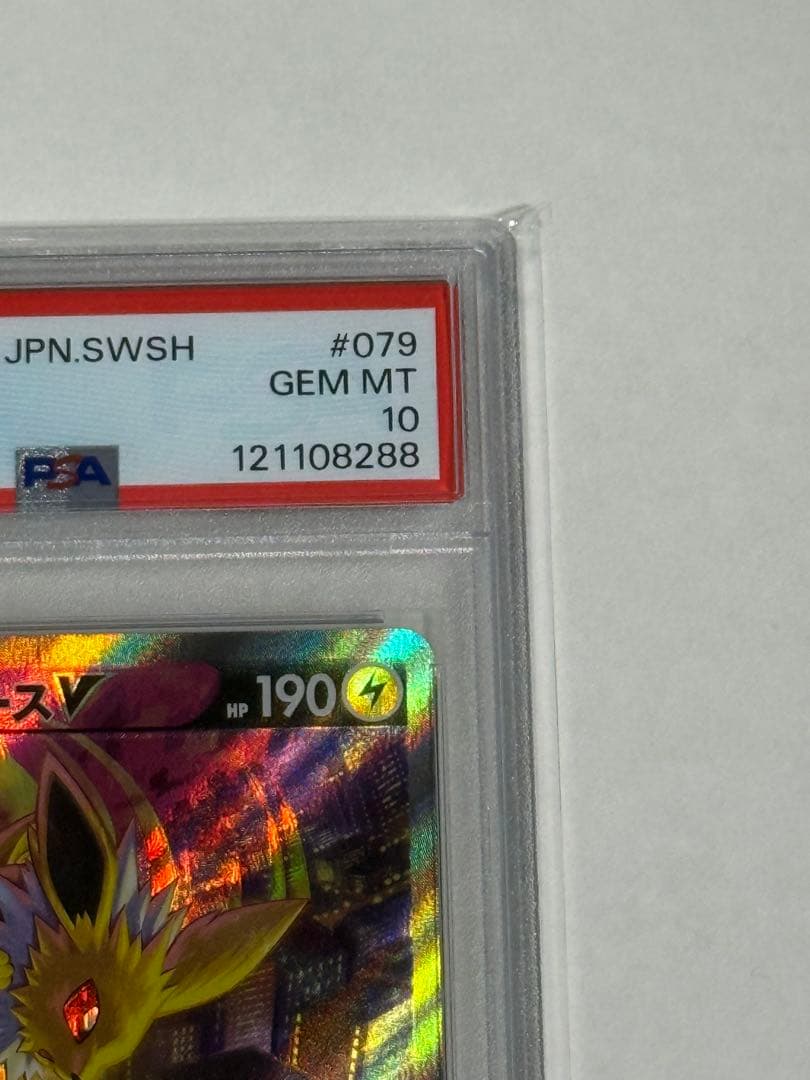 JPN.SWSH #079
GEM MT
10
PSA 121108288
ースV HP 190